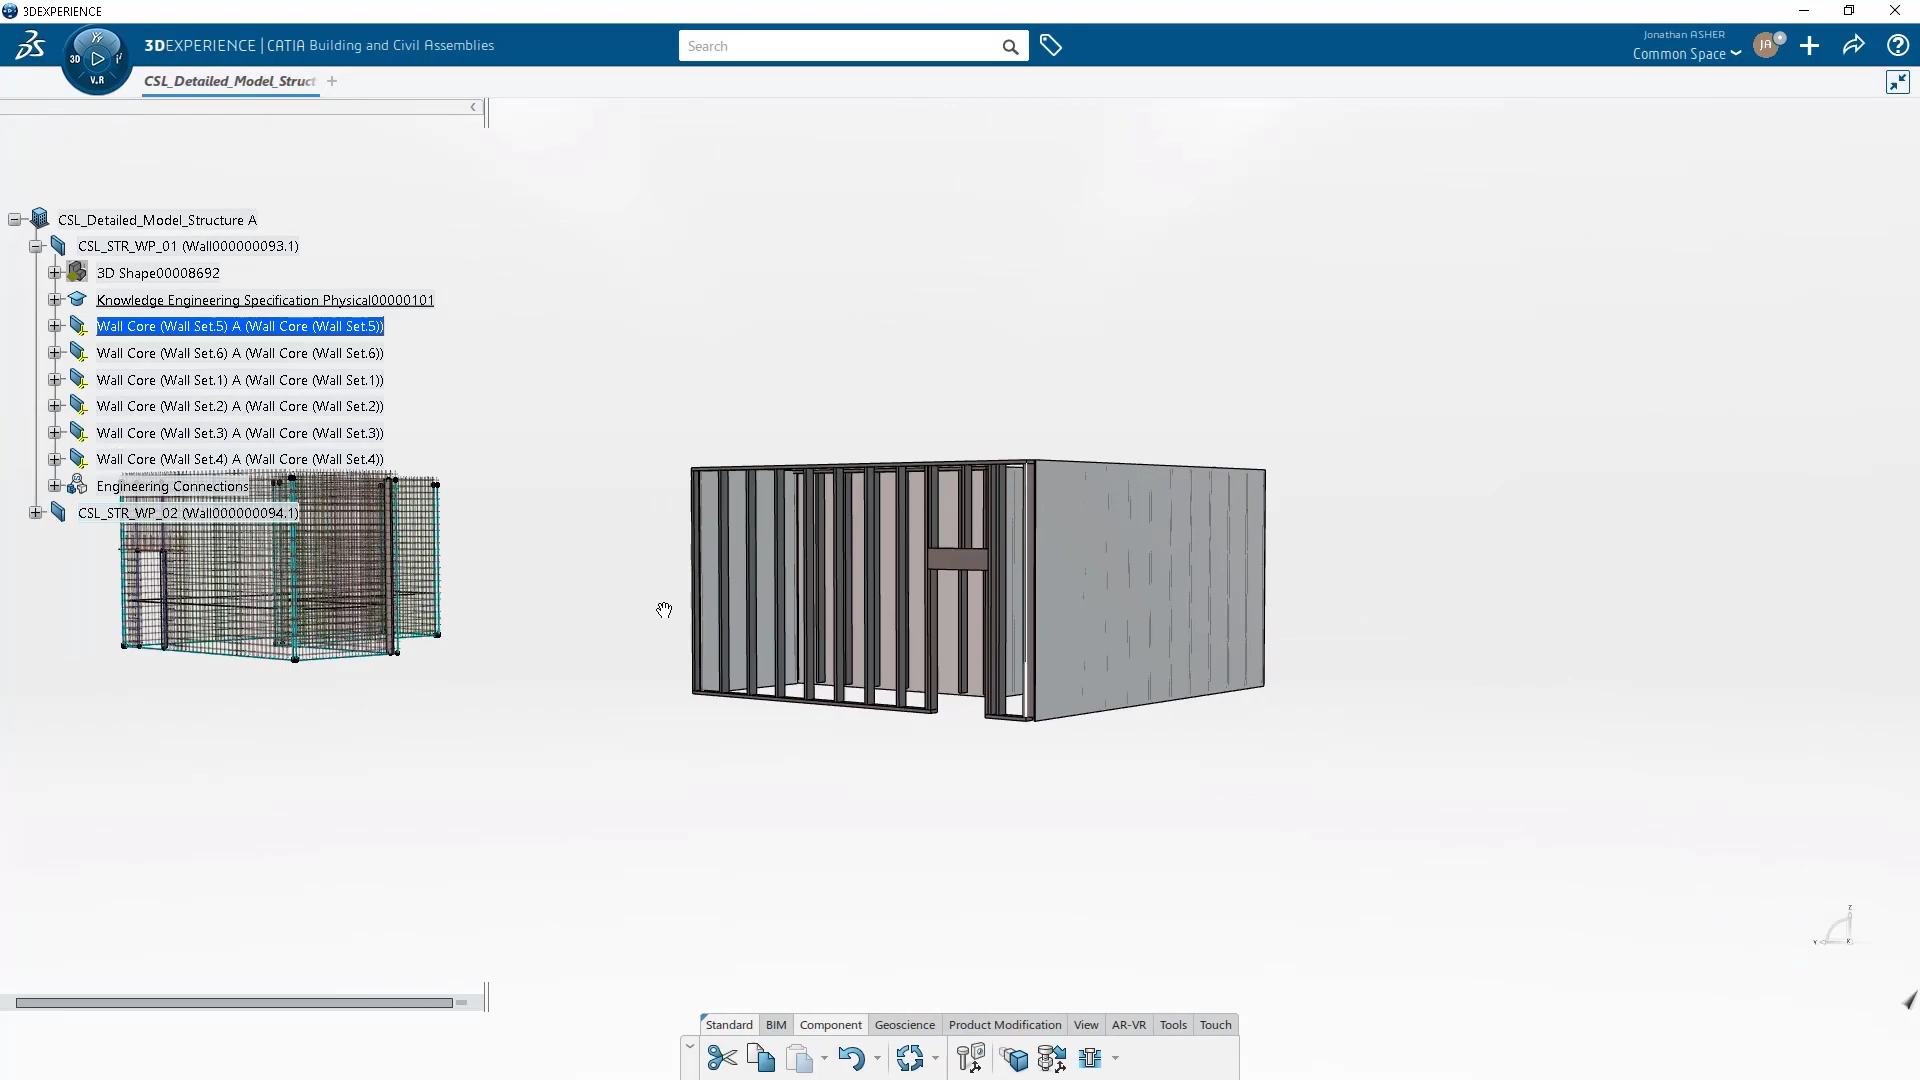 3DEXPERIENCE
3DEXPERIENCE | CATIA Building and Civil Assemblies
Search
Jonathan ASHER
Common Space
JA
3D
V.R
CSL_Detailed_Model_Struct
CSL_Detailed_Model_Structure A
CSL_STR_WP_01 (Wall000000093.1)
3D Shape00008692
Knowledge Engineering Specification Physical00000101
Wall Core (Wall Set.5) A (Wall Core (Wall Set.5))
Wall Core (Wall Set.6) A (Wall Core (Wall Set.6))
Wall Core (Wall Set.1) A (Wall Core (Wall Set.1))
Wall Core (Wall Set.2) A (Wall Core (Wall Set.2))
Wall Core (Wall Set.3) A (Wall Core (Wall Set.3))
Wall Core (Wall Set.4) A (Wall Core (Wall Set.4))
Engineering Connections
CSL_STR_WP_02 (Wall000000094.1)
Z
Y X
Standard BIM Component Geoscience Product Modification View AR-VR Tools Touch